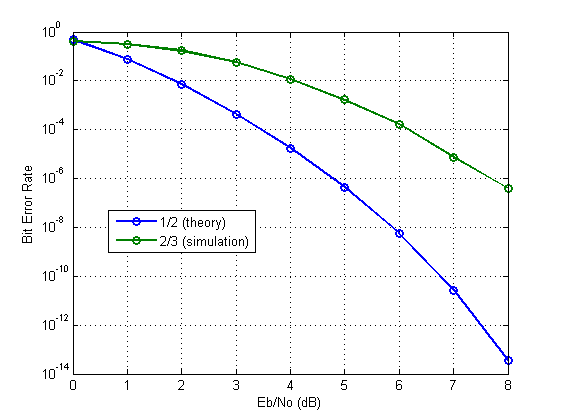 10^0
10^-2
10^-4
10^-6
10^-8
10^-10
10^-12
10^-14
Bit Error Rate
1/2 (theory)
2/3 (simulation)
0 1 2 3 4 5 6 7 8
Eb/No (dB)